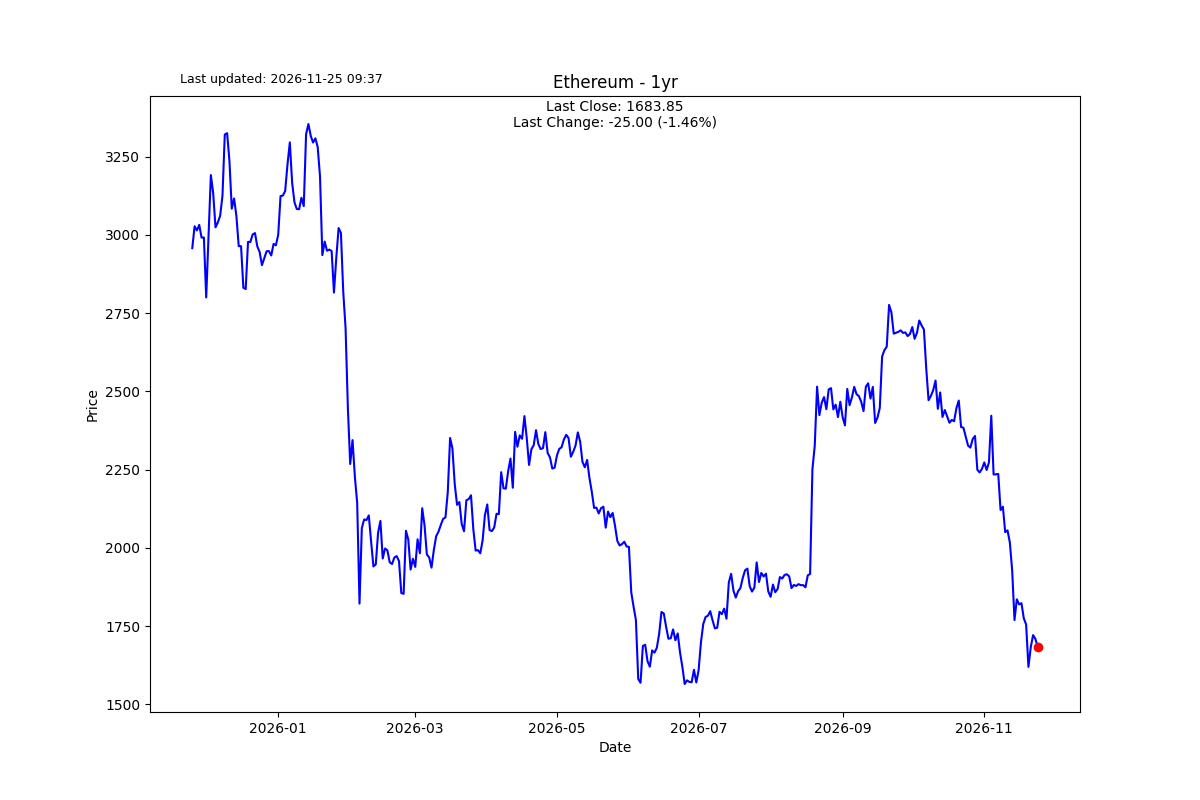 Last updated: 2026-11-25 09:37
Ethereum - 1yr
Last Close: 1683.85
Last Change: -25.00 (-1.46%)
3250
3000
2750
2500
2250
2000
1750
1500
Price
2026-01
2026-03
2026-05
2026-07
2026-09
2026-11
Date